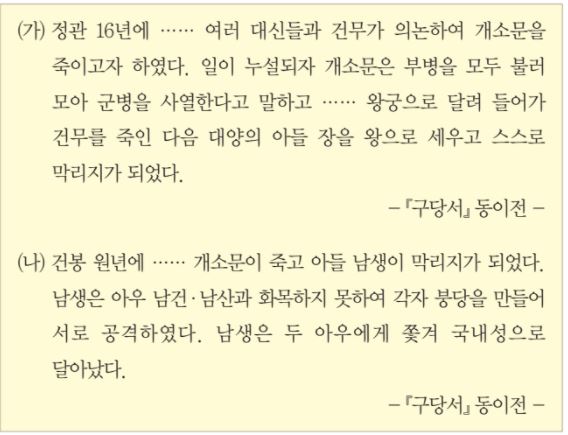 (가) 정관 16년에 …… 여러 대신들과 건무가 의논하여 개소문을
죽이고자 하였다. 일이 누설되자 개소문은 부병을 모두 불러
모아 군병을 사열한다고 말하고 …… 왕궁으로 달려 들어가
건무를 죽인 다음 대양의 아들 장을 왕으로 세우고 스스로
막리지가 되었다.
- 『구당서』 동이전 -
(나) 건봉 원년에 …… 개소문이 죽고 아들 남생이 막리지가 되었다.
남생은 아우 남건·남산과 화목하지 못하여 각자 붕당을 만들어
서로 공격하였다. 남생은 두 아우에게 쫓겨 국내성으로
달아났다.
- 『구당서』 동이전 -